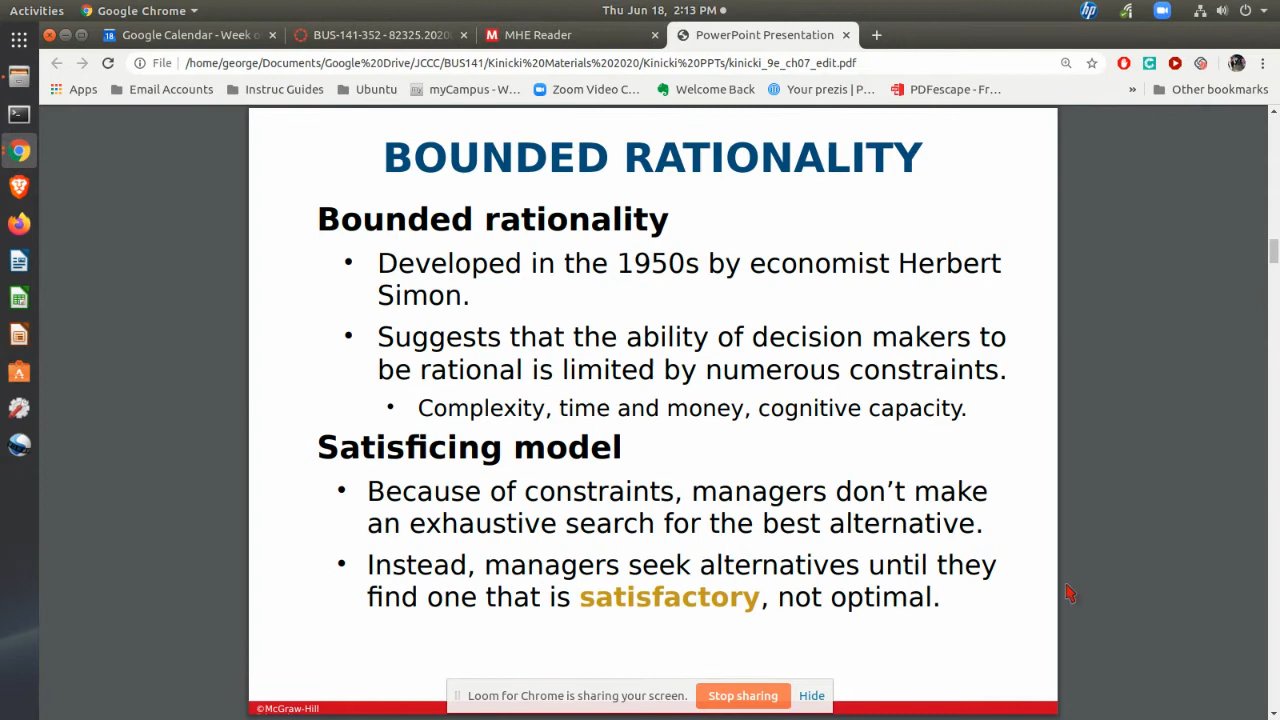 Activities
Google Chrome
Thu Jun 18, 2:13 PM
Google Calendar - Week o
BUS-141-352 - 82325.2020
MHE Reader
PowerPoint Presentation
File
/home/george/Documents/Google%20Drive/JCCC/BUS141/Kinicki%20Materials%202020/Kinicki%20PPTs/kinicki_9e_ch07_edit.pdf
Apps
Email Accounts
Instruc Guides
Ubuntu
myCampus - W...
Zoom Video C...
Welcome Back
Your prezis | P...
PDFescape - Fr...
»
Other bookmarks
BOUNDED RATIONALITY
Bounded rationality
• Developed in the 1950s by economist Herbert
Simon.
• Suggests that the ability of decision makers to
be rational is limited by numerous constraints.
• Complexity, time and money, cognitive capacity.
Satisficing model
• Because of constraints, managers don’t make
an exhaustive search for the best alternative.
• Instead, managers seek alternatives until they
find one that is satisfactory, not optimal.
Loom for Chrome is sharing your screen.
Stop sharing
Hide
©McGraw-Hill